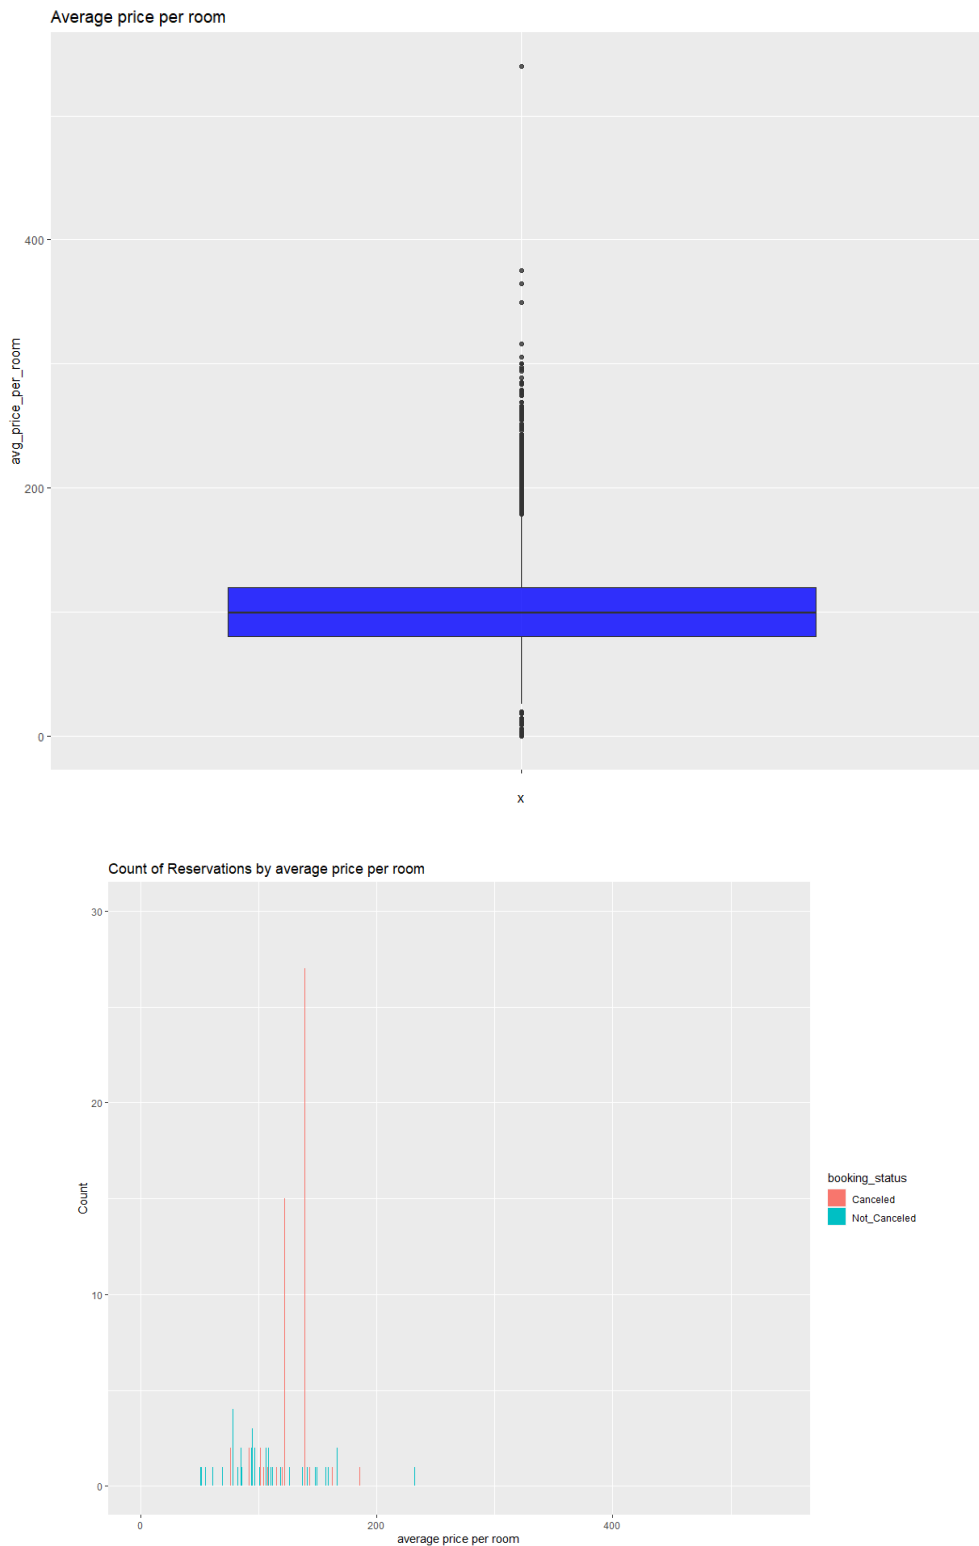 Average price per room
400
200
0
avg_price_per_room
x
Count of Reservations by average price per room
30
20
10
0
Count
0 200 400
average price per room
booking_status
Canceled
Not_Canceled